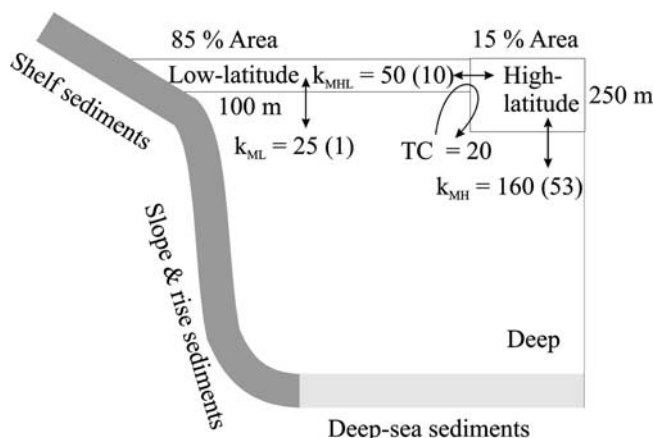 85 % Area
15 % Area
Low-latitude k_MHL = 50 (10)
High-
latitude
100 m
250 m
k_ML = 25 (1)
TC = 20
k_MH = 160 (53)
Shelf sediments
Slope & rise sediments
Deep
Deep-sea sediments